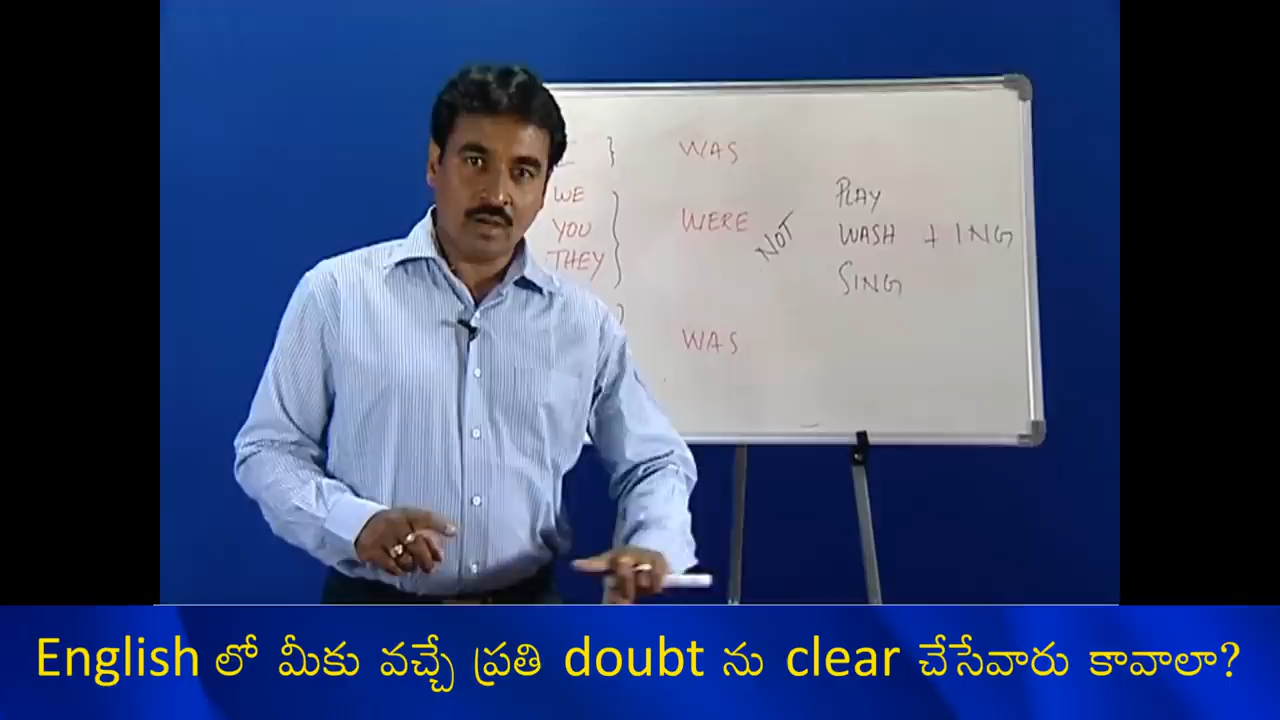 WAS
WE
YOU
THEY
WERE
NOT
PLAY
WASH + ING
SING
WAS
English లో మీకు వచ్చే ప్రతి doubt ను clear చేసేవారు కావాలా?